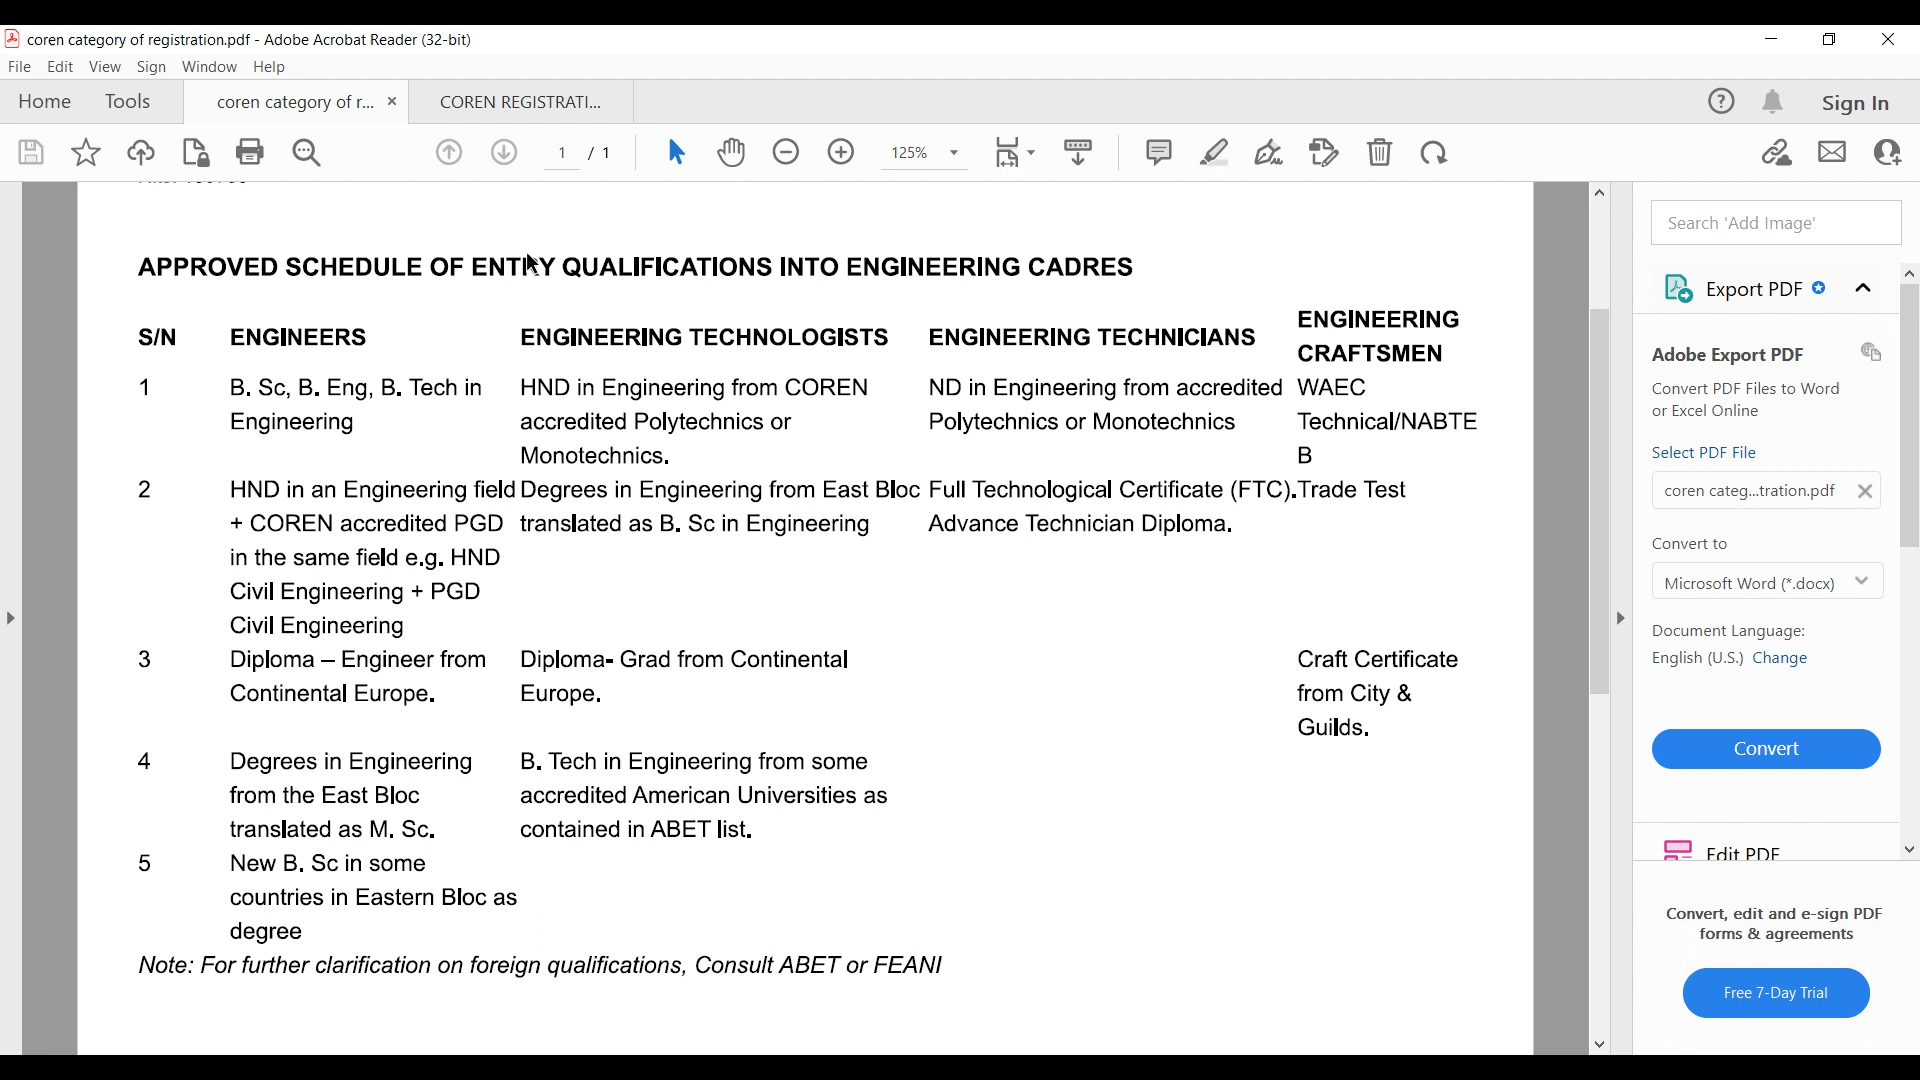 coren category of registration.pdf - Adobe Acrobat Reader (32-bit)
File Edit View Sign Window Help
Home Tools coren category of r... × COREN REGISTRATI... Sign In
1 / 1 125%
APPROVED SCHEDULE OF ENTRY QUALIFICATIONS INTO ENGINEERING CADRES
S/N ENGINEERS ENGINEERING TECHNOLOGISTS ENGINEERING TECHNICIANS ENGINEERING
CRAFTSMEN
1 B. Sc, B. Eng, B. Tech in HND in Engineering from COREN ND in Engineering from accredited WAEC
Engineering accredited Polytechnics or Polytechnics or Monotechnics Technical/NABTE
Monotechnics. B
2 HND in an Engineering field Degrees in Engineering from East Bloc Full Technological Certificate (FTC). Trade Test
+ COREN accredited PGD translated as B. Sc in Engineering Advance Technician Diploma.
in the same field e.g. HND
Civil Engineering + PGD
Civil Engineering
3 Diploma – Engineer from Diploma- Grad from Continental Craft Certificate
Continental Europe. Europe. from City &
Guilds.
4 Degrees in Engineering B. Tech in Engineering from some
from the East Bloc accredited American Universities as
translated as M. Sc. contained in ABET list.
5 New B. Sc in some
countries in Eastern Bloc as
degree
Note: For further clarification on foreign qualifications, Consult ABET or FEANI
Search 'Add Image'
Export PDF
Adobe Export PDF
Convert PDF Files to Word
or Excel Online
Select PDF File
coren categ...tration.pdf
Convert to
Microsoft Word (*.docx)
Document Language:
English (U.S.) Change
Convert
Edit PDF
Convert, edit and e-sign PDF
forms & agreements
Free 7-Day Trial